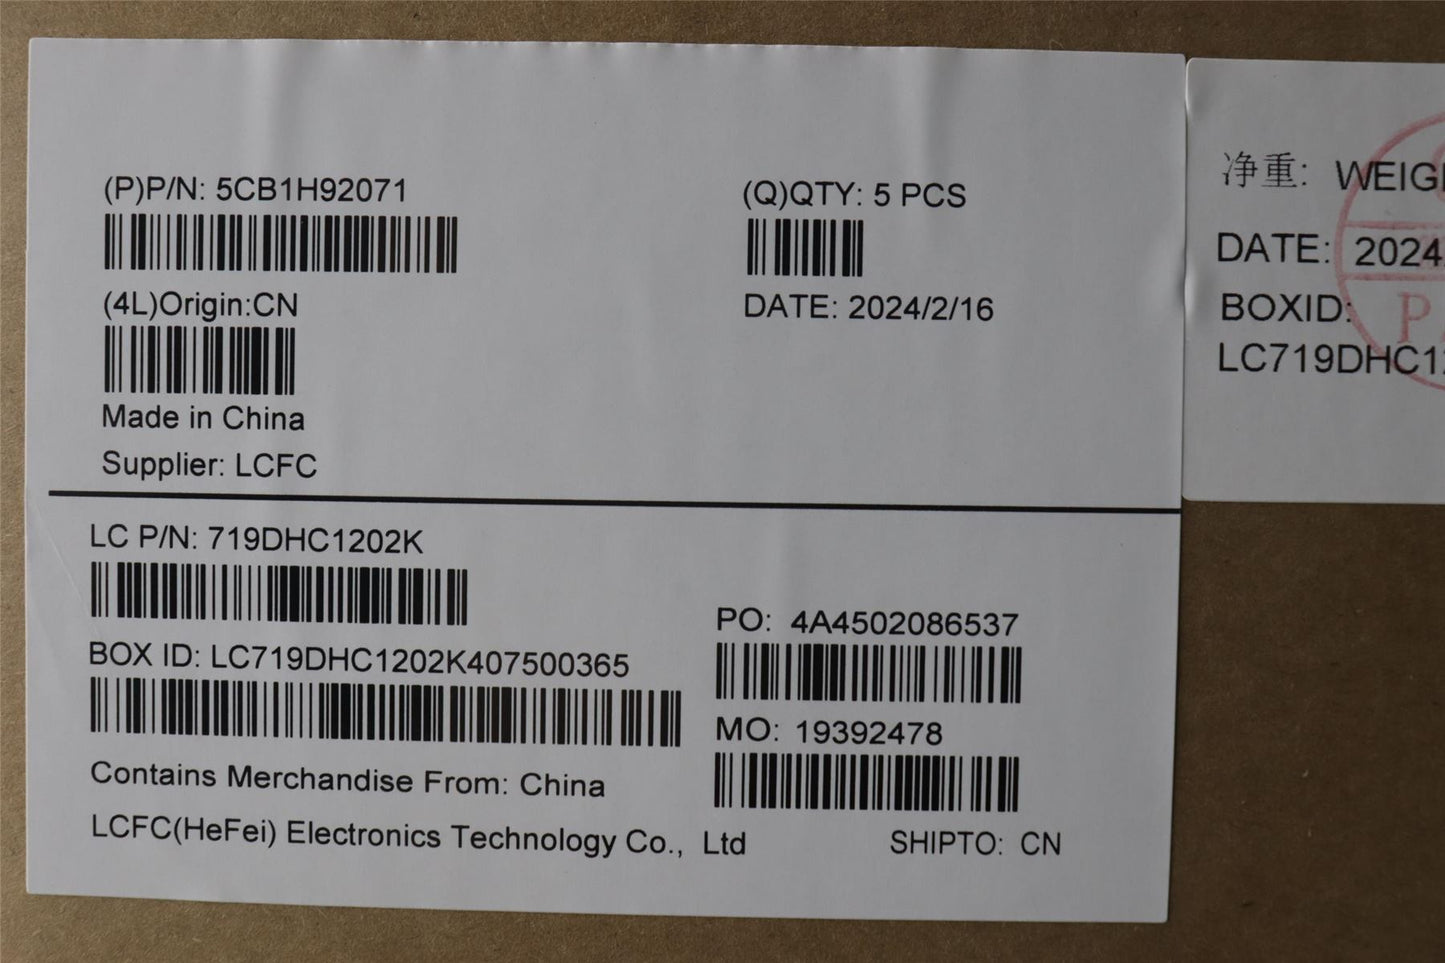 (P)P/N: 5CB1H92071
(Q)QTY: 5 PCS
(4L)Origin:CN
DATE: 2024/2/16
Made in China
Supplier: LCFC
LC P/N: 719DHC1202K
PO: 4A4502086537
BOX ID: LC719DHC1202K407500365
MO: 19392478
Contains Merchandise From: China
LCFC(HeFei) Electronics Technology Co., Ltd
SHIPTO: CN
净重:
DATE: 2024
BOXID:
LC719DHC1